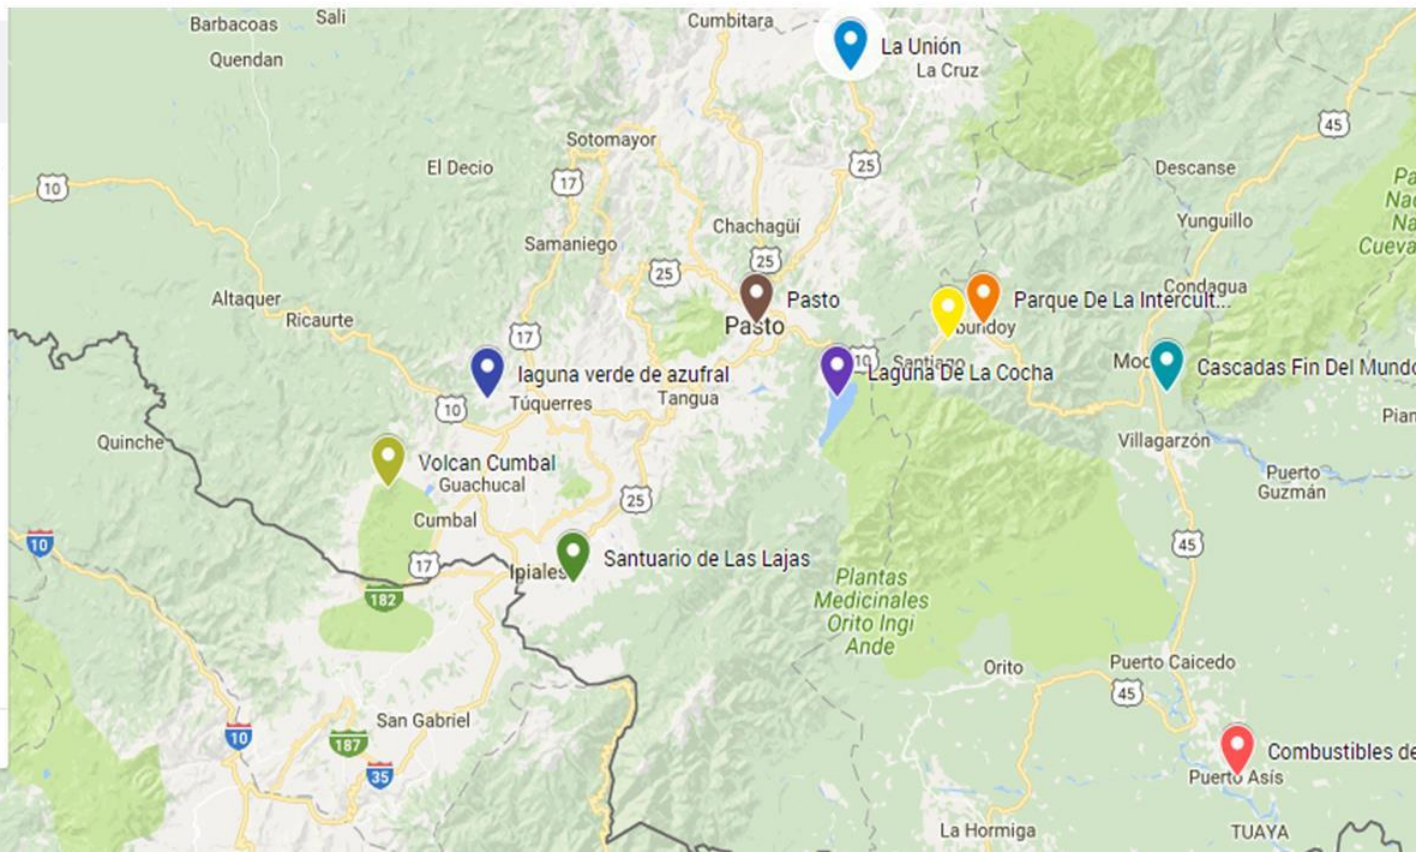 Sali
Cumbitara
Barbacoas
La Unión
Quendan
La Cruz
45
Sotomayor
25
El Decio
Descanse
17
10
Yunguillo
Chachagüí
Samaniego
25
25
Condagua
Altaquer
Pasto
Parque De La Intercult...
Ricaurte
Pasto
17
Santiago
10
laguna verde de azufral
Laguna De La Cocha
Cascadas Fin Del Mundo
Túquerres
Tangua
10
Quinche
Villagarzón
Volcan Cumbal
Guachucal
Puerto
Guzmán
25
Cumbal
10
45
Santuario de Las Lajas
17
Ipiales
Plantas
Medicinales
Orito Ingi
Ande
182
Orito
Puerto Caicedo
45
San Gabriel
10
187
35
Combustibles de
Puerto Asís
La Hormiga
TUAYA